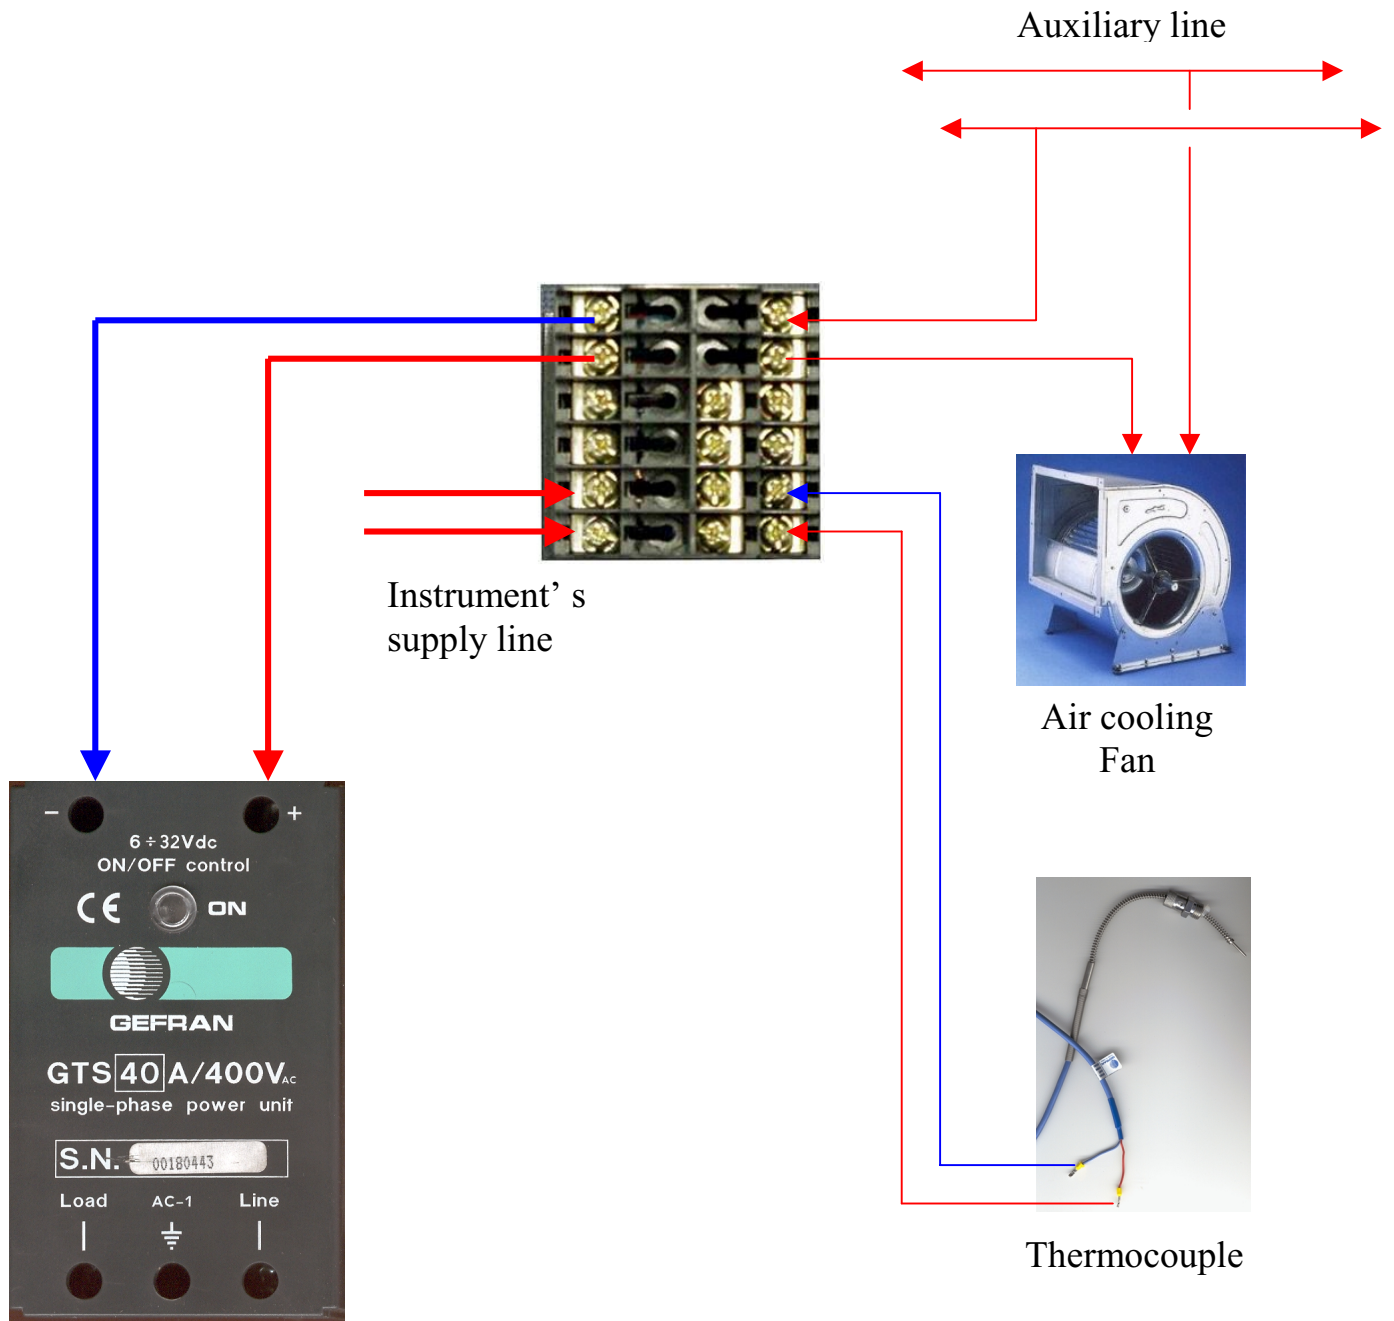 Auxiliary line
Instrument’ s
supply line
Air cooling
Fan
- +
6÷32Vdc
ON/OFF control
CE ON
GEFRAN
GTS 40 A/400VAC
single-phase power unit
S.N. 00180443
Load AC-1 Line
Thermocouple